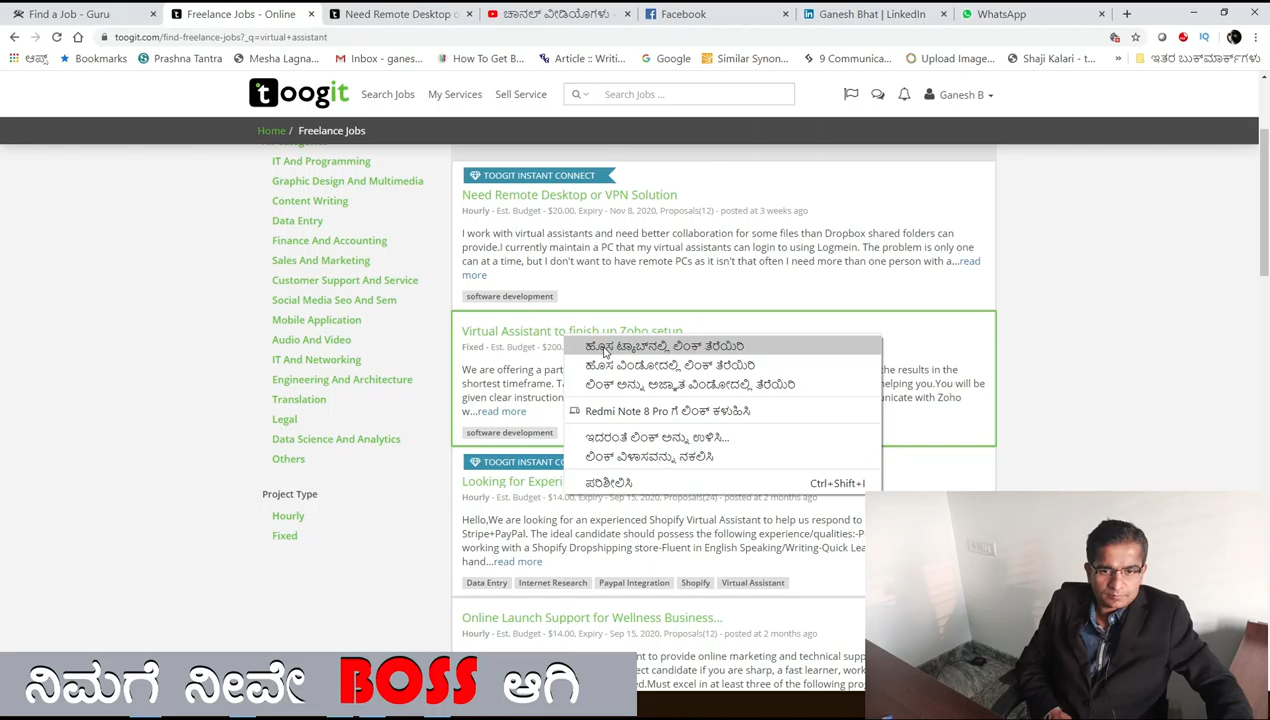 Find a Job - Guru
Freelance Jobs - Online
Need Remote Desktop o
ಚಾನಲ್ ವೀಡಿಯೊಗಳು -
Facebook
Ganesh Bhat | LinkedIn
WhatsApp
toogit.com/find-freelance-jobs?_q=virtual+assistant
ಆಪ್ಸ್
Bookmarks
Prashna Tantra
Mesha Lagna...
Inbox - ganes...
How To Get B...
Article :: Writi...
Google
Similar Synon...
9 Communica...
Upload Image...
Shaji Kalari - t...
»
ಇತರ ಬುಕ್‌ಮಾರ್ಕ್‌ಗಳು
toogit
Search Jobs
My Services
Sell Service
Search Jobs ...
Ganesh B
Home / Freelance Jobs
IT And Programming
Graphic Design And Multimedia
Content Writing
Data Entry
Finance And Accounting
Sales And Marketing
Customer Support And Service
Social Media Seo And Sem
Mobile Application
Audio And Video
IT And Networking
Engineering And Architecture
Translation
Legal
Data Science And Analytics
Others
Project Type
Hourly
Fixed
TOOGIT INSTANT CONNECT
Need Remote Desktop or VPN Solution
Hourly - Est. Budget - $20.00, Expiry - Nov 8, 2020, Proposals(12) - posted at 3 weeks ago
I work with virtual assistants and need better collaboration for some files than Dropbox shared folders can
provide.I currently maintain a PC that my virtual assistants can login to using Logmein. The problem is only one
can at a time, but I don't want to have remote PCs as it isn't that often I need more than one person with a...read
more
software development
Virtual Assistant to finish up Zoho setup
Fixed - Est. Budget - $200.
We are offering a part
the results in the
shortest timeframe. Ta
helping you.You will be
given clear instruction
nicate with Zoho
w...read more
software development
ಹೊಸ ಟ್ಯಾಬ್‌ನಲ್ಲಿ ಲಿಂಕ್ ತೆರೆಯಿರಿ
ಹೊಸ ವಿಂಡೋದಲ್ಲಿ ಲಿಂಕ್ ತೆರೆಯಿರಿ
ಲಿಂಕ್ ಅನ್ನು ಅಜ್ಞಾತ ವಿಂಡೋದಲ್ಲಿ ತೆರೆಯಿರಿ
Redmi Note 8 Pro ಗೆ ಲಿಂಕ್ ಕಳುಹಿಸಿ
ಇದರಂತೆ ಲಿಂಕ್ ಅನ್ನು ಉಳಿಸಿ...
ಲಿಂಕ್ ವಿಳಾಸವನ್ನು ನಕಲಿಸಿ
ಪರಿಶೀಲಿಸಿ Ctrl+Shift+I
TOOGIT INSTANT CO
Looking for Experi
Hourly - Est. Budget - $14.00, Expiry - Sep 15, 2020, Proposals(24) - posted at 2 months ago
Hello,We are looking for an experienced Shopify Virtual Assistant to help us respond to
Stripe+PayPal. The ideal candidate should possess the following experience/qualities:-P
working with a Shopify Dropshipping store-Fluent in English Speaking/Writing-Quick Lea
hand...read more
Data Entry
Internet Research
Paypal Integration
Shopify
Virtual Assistant
Online Launch Support for Wellness Business...
Hourly - Est. Budget - $14.00, Expiry - Sep 15, 2020, Proposals(12) - posted at 2 months ago
nt to provide online marketing and technical supp
ct candidate if you are sharp, a fast learner, work
d.Must excel in at least three of the following pro
ನಿಮಗೆ ನೀವೇ BOSS ಆಗಿ